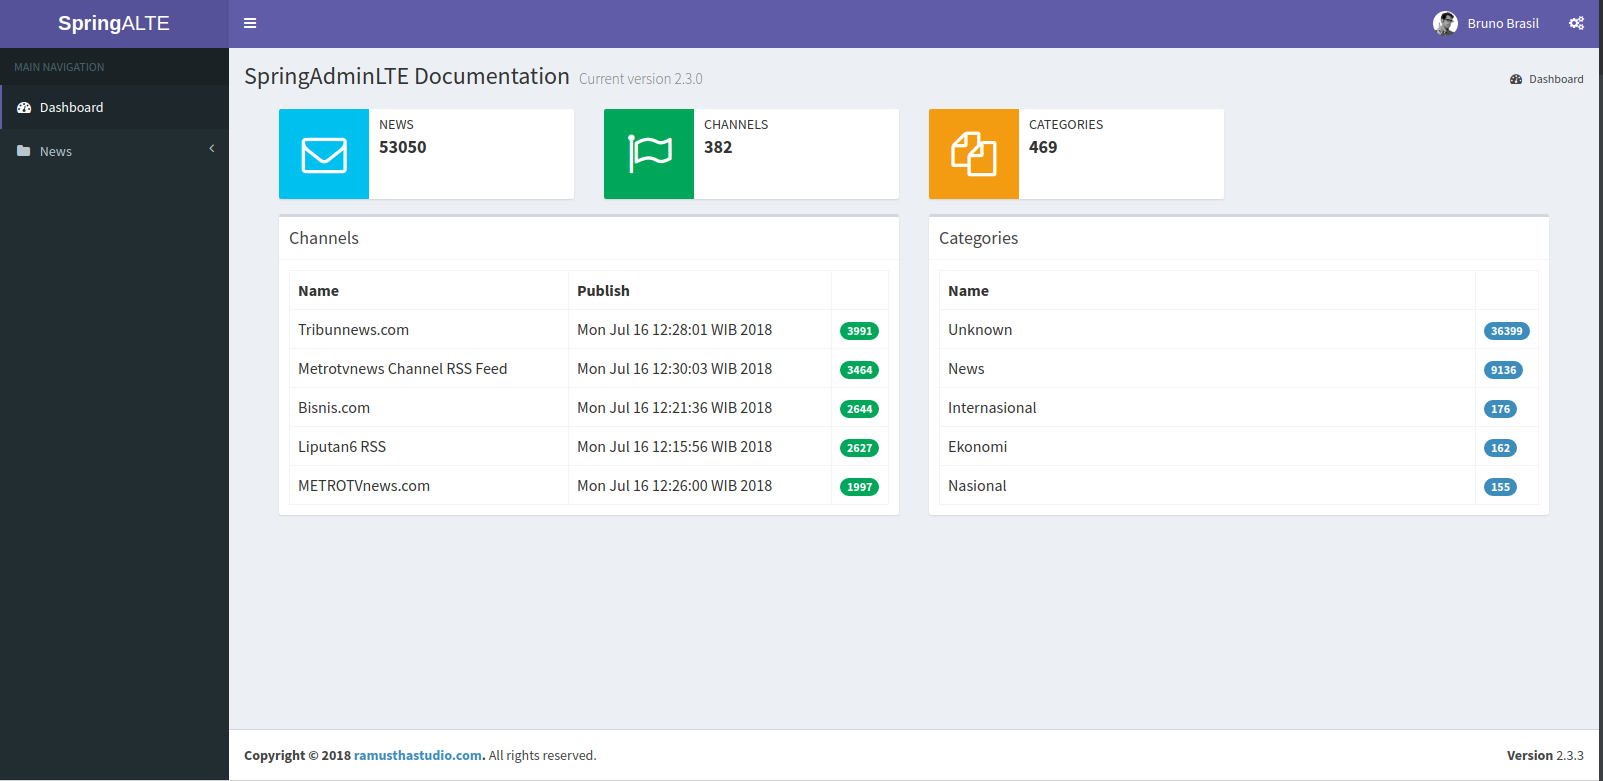 SpringALTE
Bruno Brasil
MAIN NAVIGATION
Dashboard
News
SpringAdminLTE Documentation Current version 2.3.0
Dashboard
NEWS
53050
CHANNELS
382
CATEGORIES
469
Channels
Name Publish
Tribunnews.com Mon Jul 16 12:28:01 WIB 2018 3991
Metrotvnews Channel RSS Feed Mon Jul 16 12:30:03 WIB 2018 3464
Bisnis.com Mon Jul 16 12:21:36 WIB 2018 2644
Liputan6 RSS Mon Jul 16 12:15:56 WIB 2018 2627
METROTVnews.com Mon Jul 16 12:26:00 WIB 2018 1997
Categories
Name
Unknown 36399
News 9136
Internasional 176
Ekonomi 162
Nasional 155
Copyright © 2018 ramusthastudio.com. All rights reserved.
Version 2.3.3